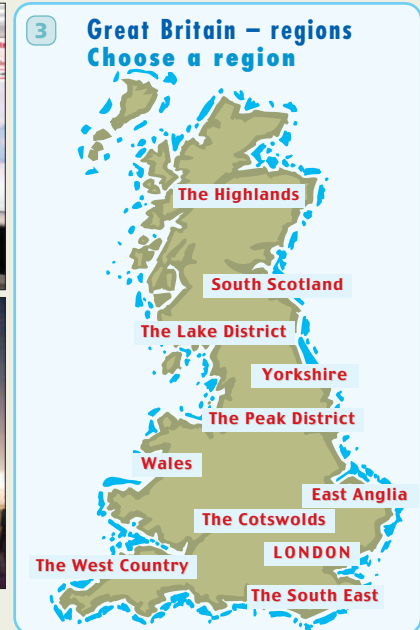 3
Great Britain – regions
Choose a region
The Highlands
South Scotland
The Lake District
Yorkshire
The Peak District
Wales
East Anglia
The Cotswolds
LONDON
The West Country
The South East